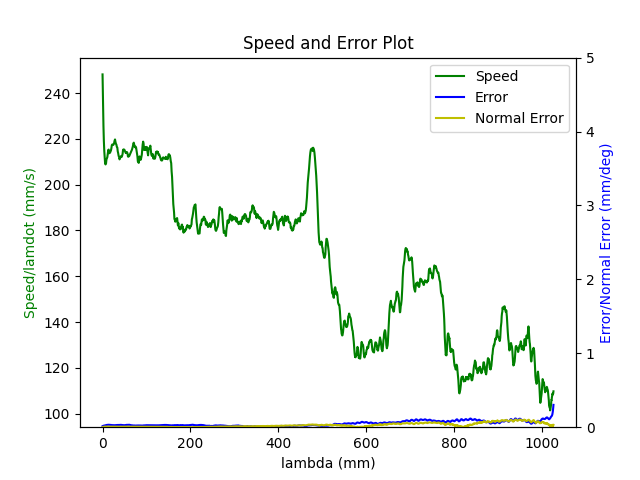 Speed and Error Plot
Speed
Error
Normal Error
240
220
200
180
160
140
120
100
Speed/lamdot (mm/s)
5
4
3
2
1
0
Error/Normal Error (mm/deg)
0
200
400
600
800
1000
lambda (mm)